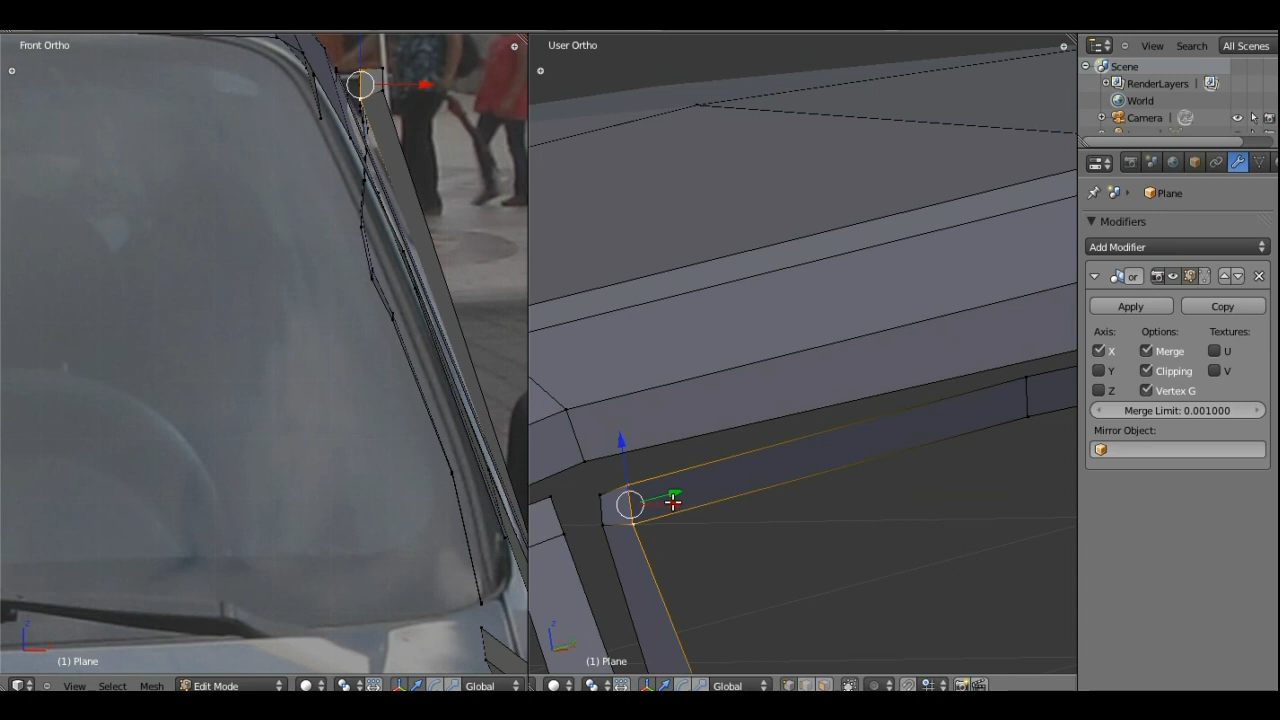 Front Ortho
User Ortho
View Search All Scenes
Scene
RenderLayers
World
Camera
Plane
Modifiers
Add Modifier
or
Apply Copy
Axis: Options: Textures:
X Merge U
Y Clipping V
Z Vertex G
Merge Limit: 0.001000
Mirror Object:
(1) Plane
(1) Plane
View Select Mesh Edit Mode Global
Global